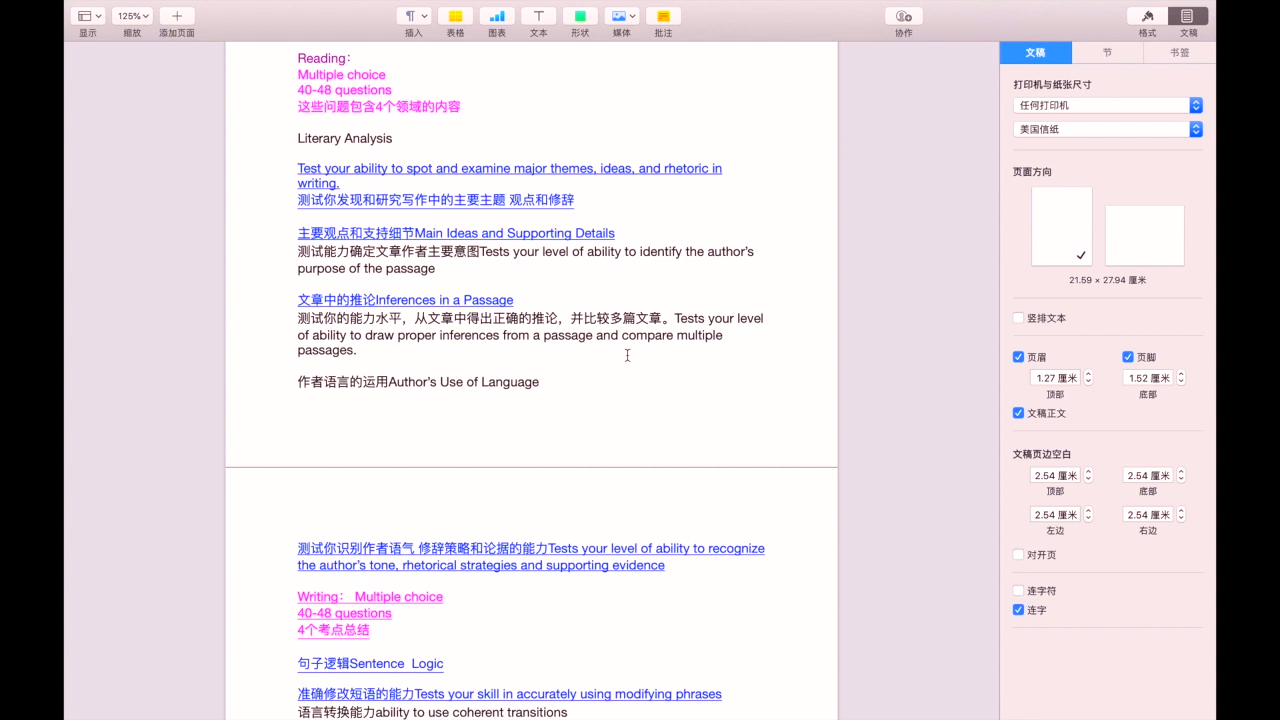 125%
显示
缩放
添加页面
插入
表格
图表
文本
形状
媒体
批注
协作
格式
文稿
Reading:
Multiple choice
40-48 questions
这些问题包含4个领域的内容
Literary Analysis
Test your ability to spot and examine major themes, ideas, and rhetoric in
writing.
测试你发现和研究写作中的主要主题 观点和修辞
主要观点和支持细节Main Ideas and Supporting Details
测试能力确定文章作者主要意图Tests your level of ability to identify the author's
purpose of the passage
文章中的推论Inferences in a Passage
测试你的能力水平，从文章中得出正确的推论，并比较多篇文章。Tests your level
of ability to draw proper inferences from a passage and compare multiple
passages.
作者语言的运用Author's Use of Language
测试你识别作者语气 修辞策略和论据的能力Tests your level of ability to recognize
the author's tone, rhetorical strategies and supporting evidence
Writing: Multiple choice
40-48 questions
4个考点总结
句子逻辑Sentence Logic
准确修改短语的能力Tests your skill in accurately using modifying phrases
语言转换能力ability to use coherent transitions
文稿
节
书签
打印机与纸张尺寸
任何打印机
美国信纸
页面方向
21.59 × 27.94 厘米
竖排文本
页眉
页脚
1.27 厘米
1.52 厘米
顶部
底部
文稿正文
文稿页边空白
2.54 厘米
2.54 厘米
顶部
底部
2.54 厘米
2.54 厘米
左边
右边
对开页
连字符
连字